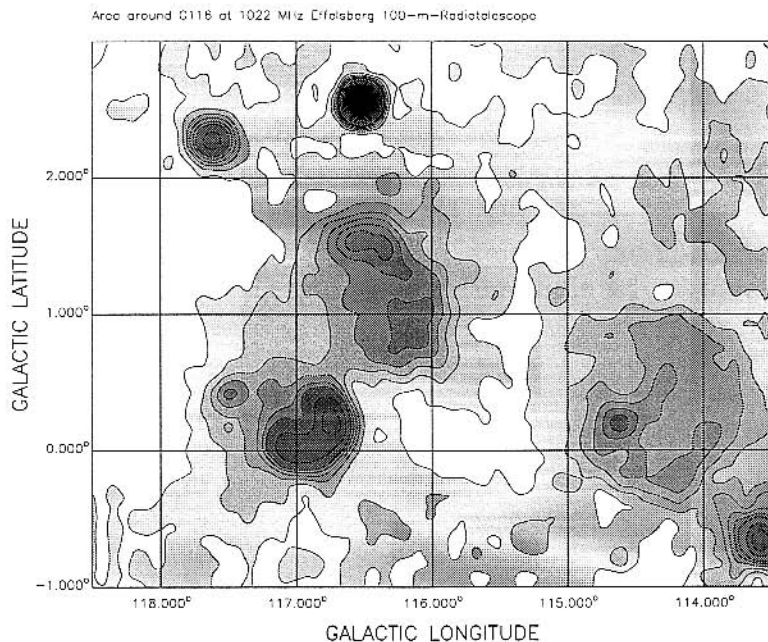 Area around G116 at 1022 MHz Effelsberg 100-m-Radiotelescope
2.000°
1.000°
0.000°
-1.000°
GALACTIC LATITUDE
118.000° 117.000° 116.000° 115.000° 114.000°
GALACTIC LONGITUDE